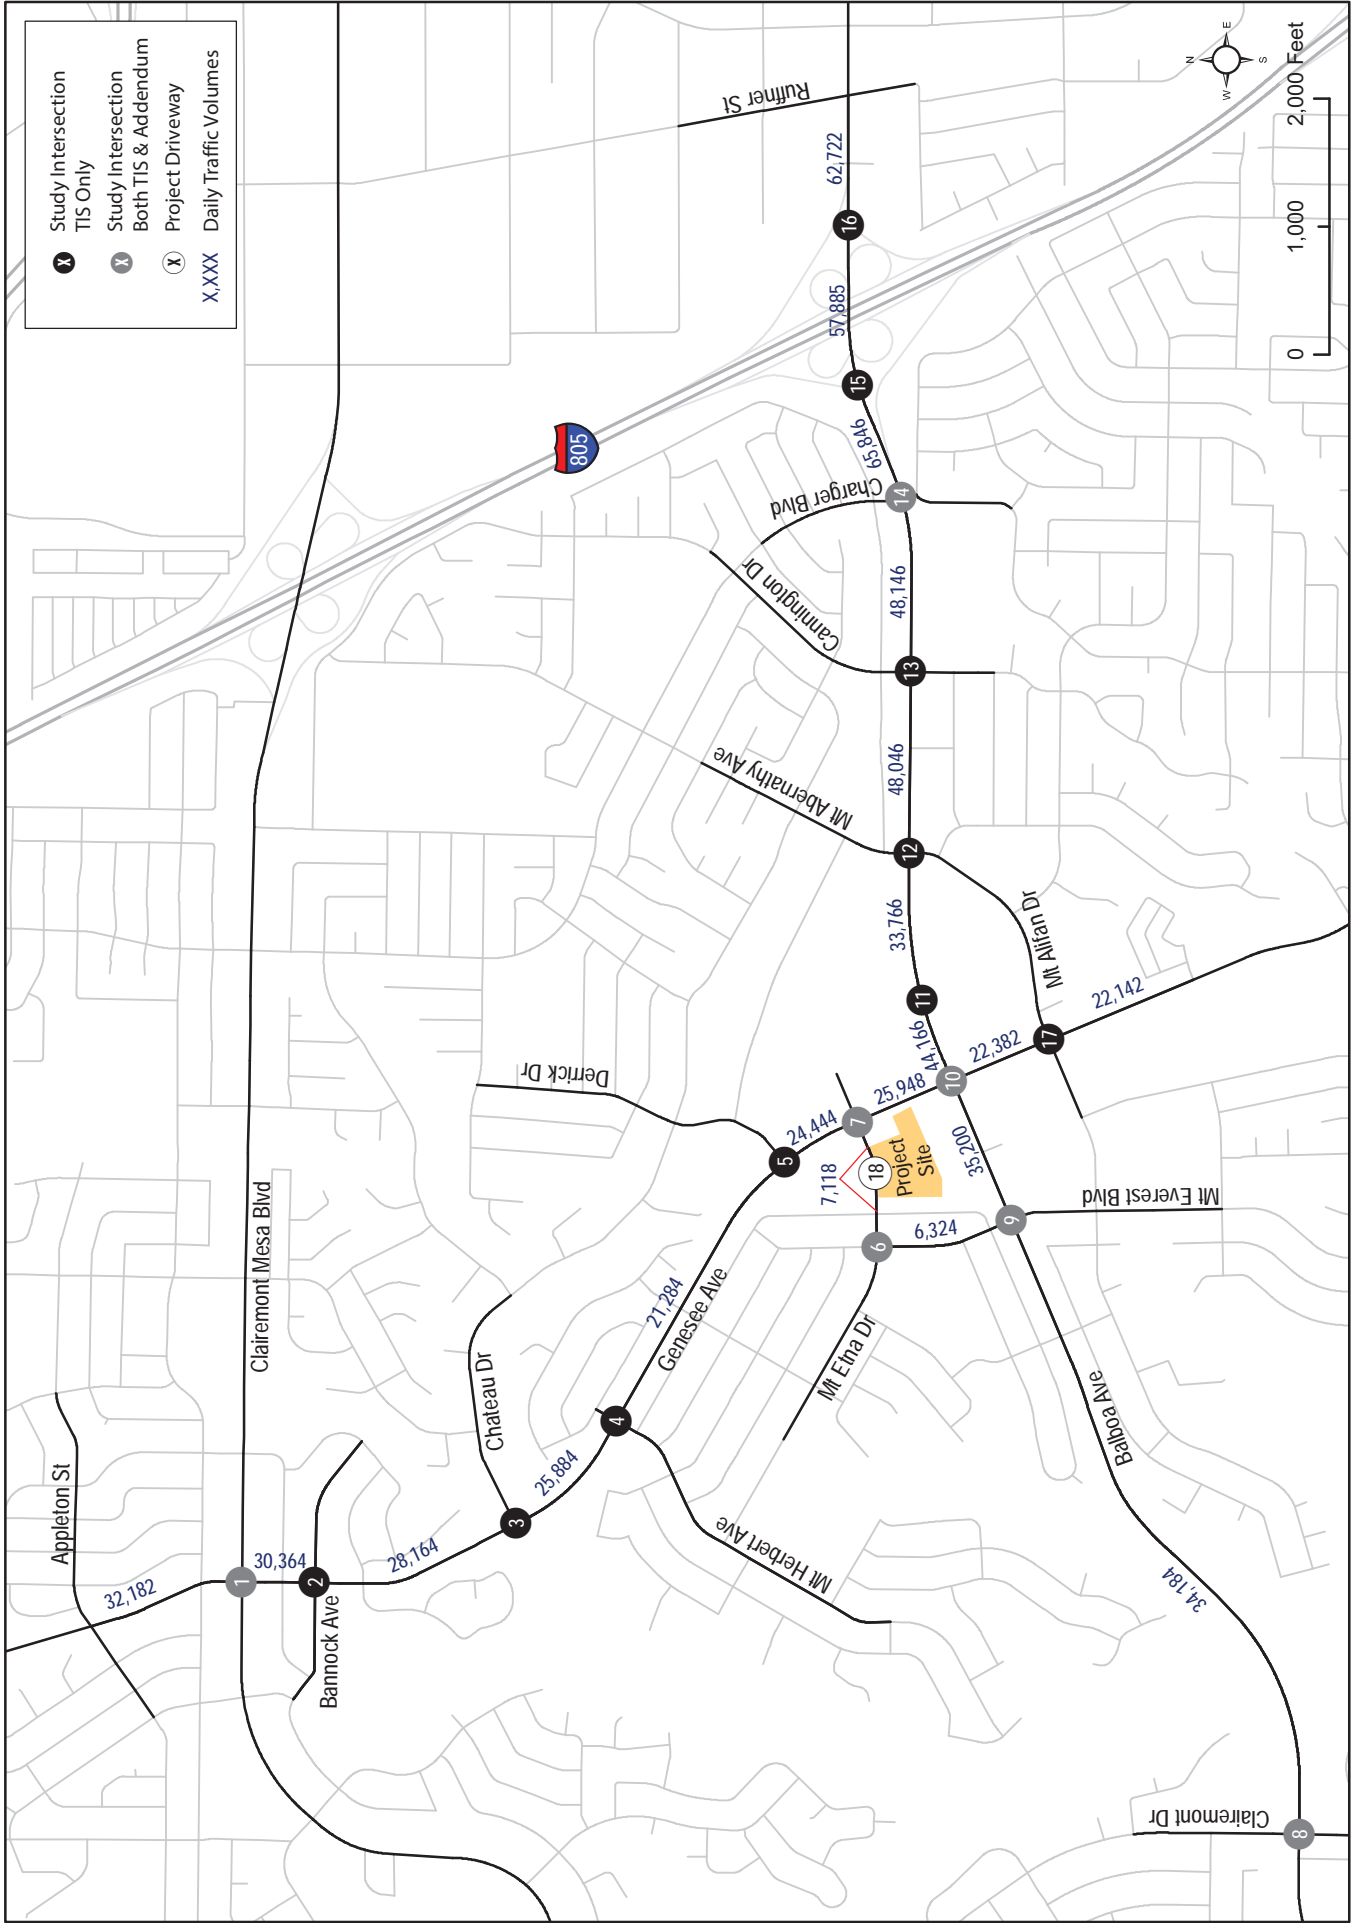 X
Study Intersection
TIS Only
X
Study Intersection
Both TIS & Addendum
X
Project Driveway
X,XXX
Daily Traffic Volumes
Appleton St
32,182
Clairemont Mesa Blvd
1
30,364
2
Bannock Ave
28,164
3
Chateau Dr
25,884
4
Mt Herbert Ave
21,284
Genesee Ave
Derrick Dr
5
24,444
7
7,118
18
Project
Site
25,948
6
6,324
Mt Etna Dr
9
Mt Everest Blvd
35,200
10
44,166
11
22,382
17
22,142
Mt Alifan Dr
33,766
12
Mt Abernathy Ave
48,046
13
Cannington Dr
48,146
14
Charger Blvd
65,846
15
57,885
16
62,722
Ruffner St
805
Balboa Ave
34,184
8
Clairemont Dr
N
E
S
W
0
1,000
2,000 Feet